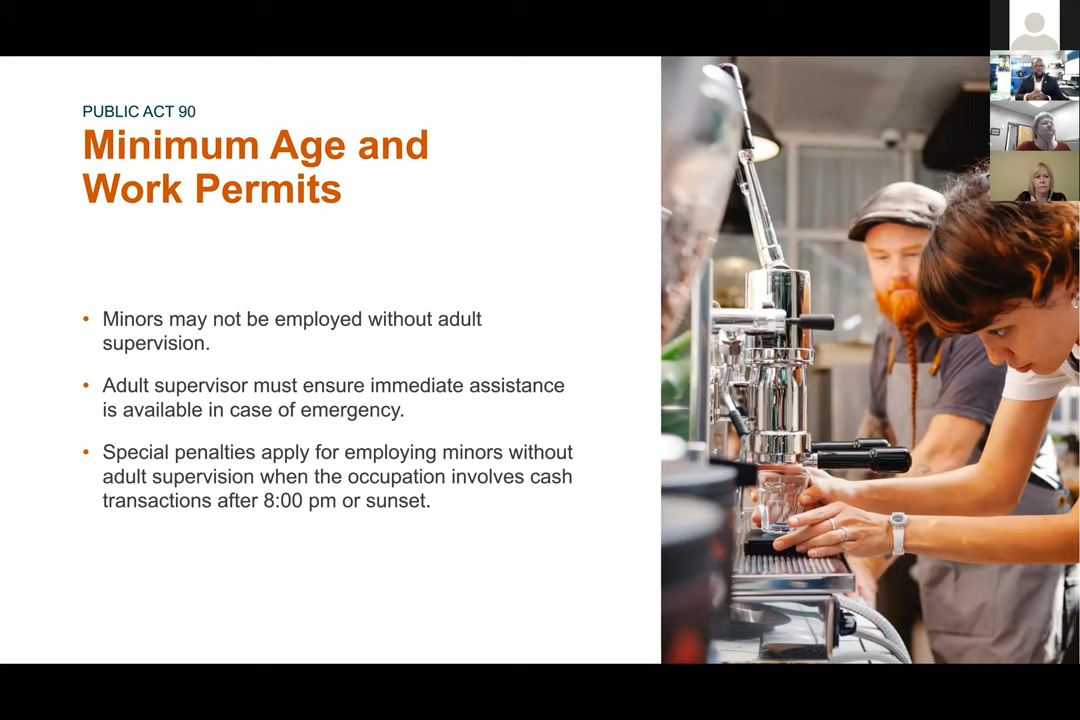 PUBLIC ACT 90
Minimum Age and
Work Permits
• Minors may not be employed without adult
supervision.
• Adult supervisor must ensure immediate assistance
is available in case of emergency.
• Special penalties apply for employing minors without
adult supervision when the occupation involves cash
transactions after 8:00 pm or sunset.